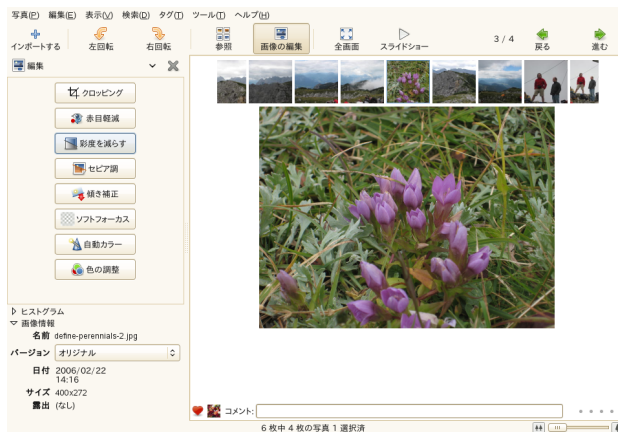 写真(P) 編集(E) 表示(V) 検索(D) タグ(T) ツール(T) ヘルプ(H)
インポートする 左回転 右回転 参照 画像の編集 全画面 スライドショー 3 / 4 戻る 進む
編集
クロッピング
赤目軽減
彩度を減らす
セピア調
傾き補正
ソフトフォーカス
自動カラー
色の調整
ヒストグラム
画像情報
名前 define-perennials-2.jpg
バージョン オリジナル
日付 2006/02/22
14:16
サイズ 400x272
露出 (なし)
コメント:
6 枚中 4 枚の写真 1 選択済